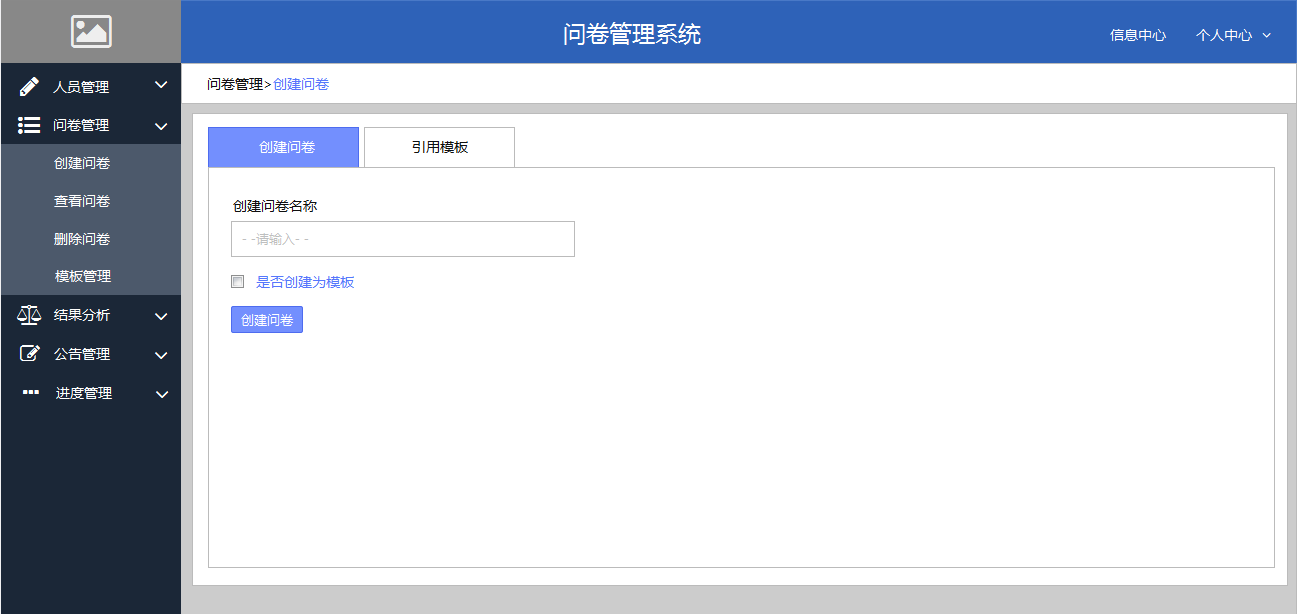 问卷管理系统
信息中心
个人中心
人员管理
问卷管理
创建问卷
查看问卷
删除问卷
模板管理
结果分析
公告管理
进度管理
问卷管理>创建问卷
创建问卷
引用模板
创建问卷名称
- -请输入- -
是否创建为模板
创建问卷